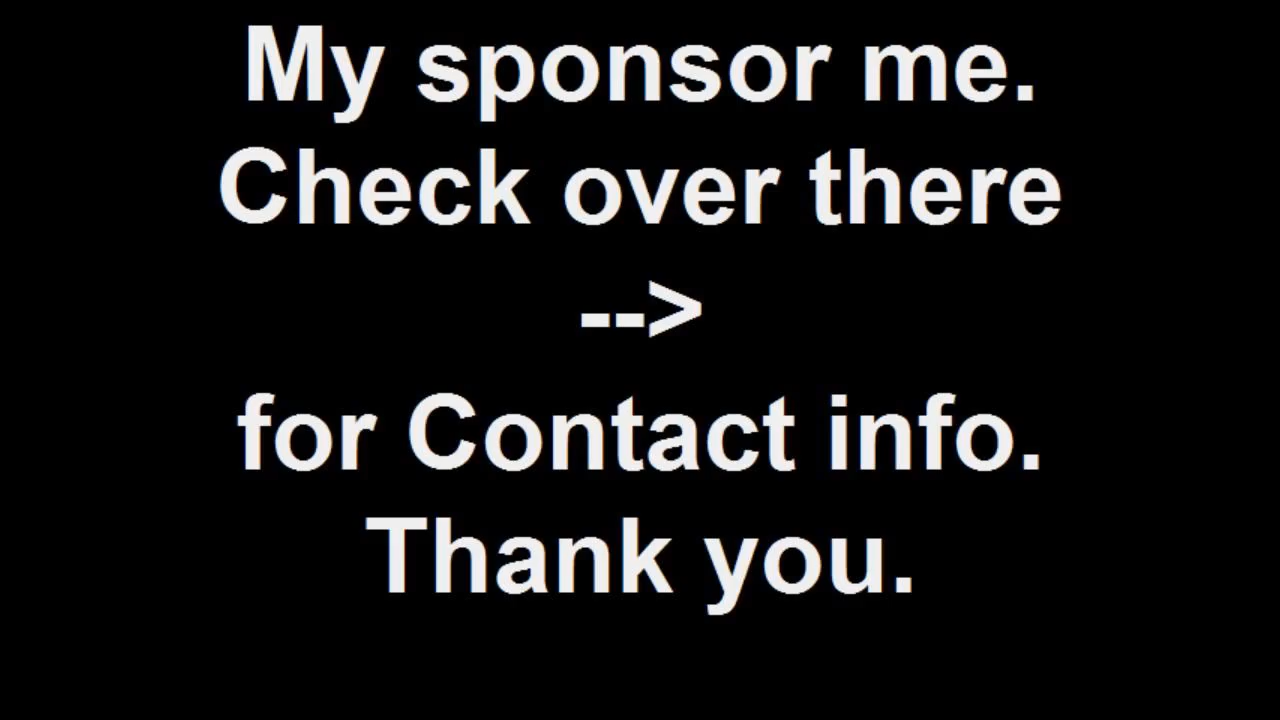 My sponsor me.
Check over there
-->
for Contact info.
Thank you.